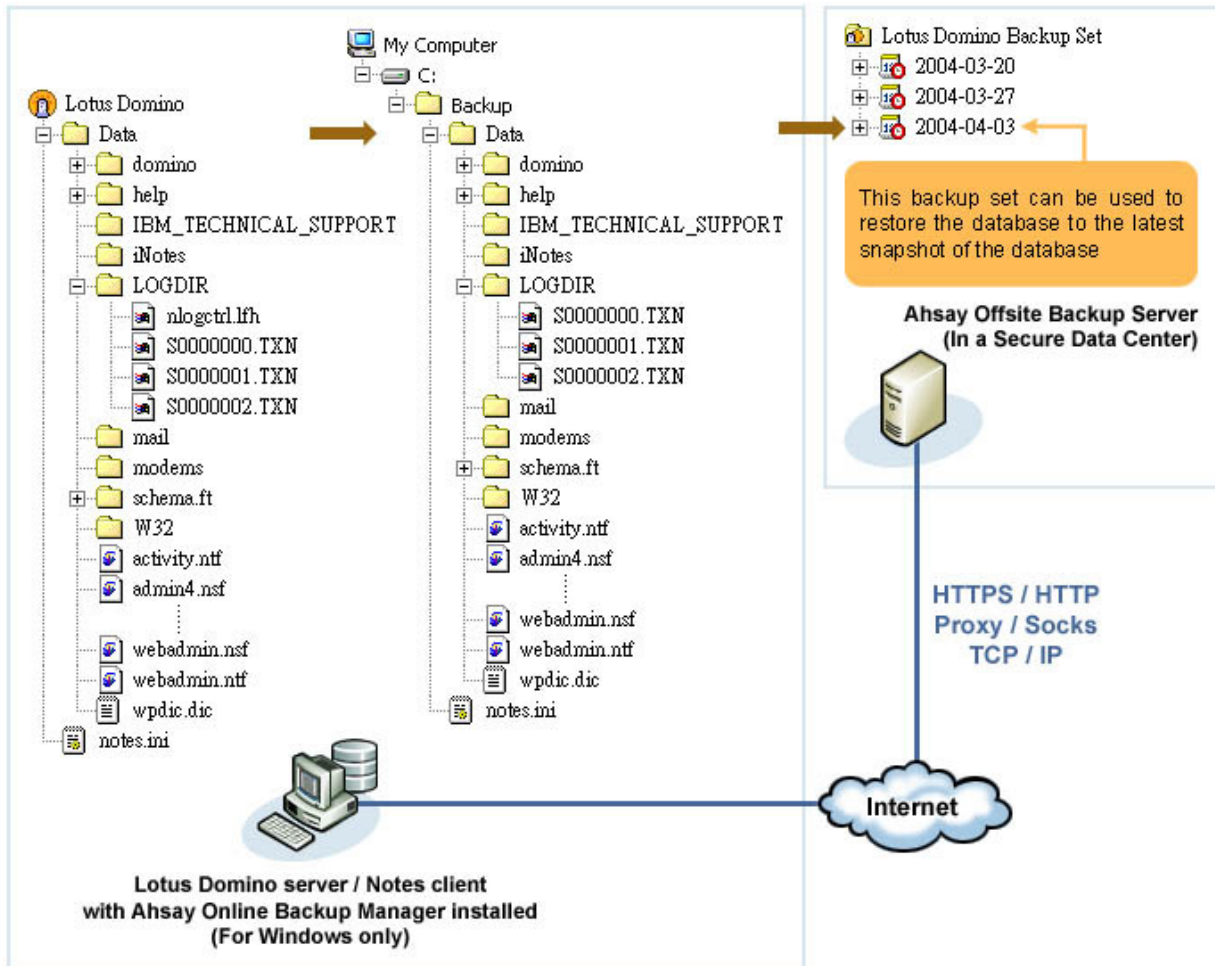 Lotus Domino
Data
domino
help
IBM_TECHNICAL_SUPPORT
iNotes
LOGDIR
nlogctrl.lfh
S0000000.TXN
S0000001.TXN
S0000002.TXN
mail
modems
schema.ft
W32
activity.ntf
admin4.nsf
webadmin.nsf
webadmin.ntf
wpdic.dic
notes.ini
My Computer
C:
Backup
Data
domino
help
IBM_TECHNICAL_SUPPORT
iNotes
LOGDIR
S0000000.TXN
S0000001.TXN
S0000002.TXN
mail
modems
schema.ft
W32
activity.ntf
admin4.nsf
webadmin.nsf
webadmin.ntf
wpdic.dic
notes.ini
Lotus Domino server / Notes client
with Ahsay Online Backup Manager installed
(For Windows only)
Lotus Domino Backup Set
2004-03-20
2004-03-27
2004-04-03
This backup set can be used to
restore the database to the latest
snapshot of the database
Ahsay Offsite Backup Server
(In a Secure Data Center)
HTTPS / HTTP
Proxy / Socks
TCP / IP
Internet